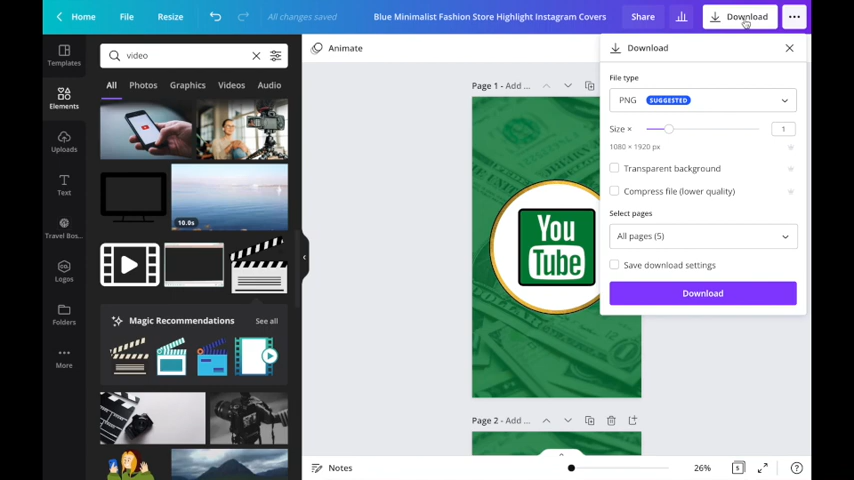 Home
File
Resize
All changes saved
Blue Minimalist Fashion Store Highlight Instagram Covers
Share
Download
Templates
Elements
Uploads
Text
Travel Bos...
Logos
Folders
More
video
All
Photos
Graphics
Videos
Audio
10.0s
Magic Recommendations
See all
Animate
Page 1 - Add ...
You
Tube
Page 2 - Add ...
Download
File type
PNG SUGGESTED
Size ×
1
1080 × 1920 px
Transparent background
Compress file (lower quality)
Select pages
All pages (5)
Save download settings
Download
Notes
26%
5
?